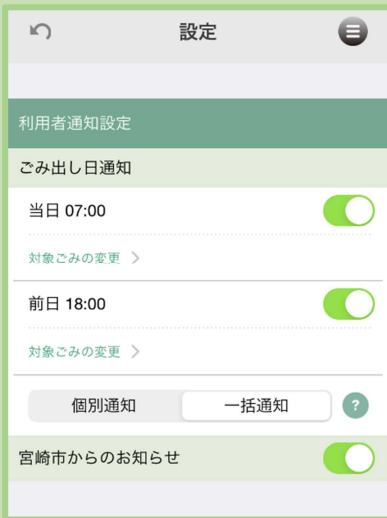 設定
利用者通知設定
ごみ出し日通知
当日 07:00
対象ごみの変更 >
前日 18:00
対象ごみの変更 >
個別通知 一括通知 ?
宮崎市からのお知らせ